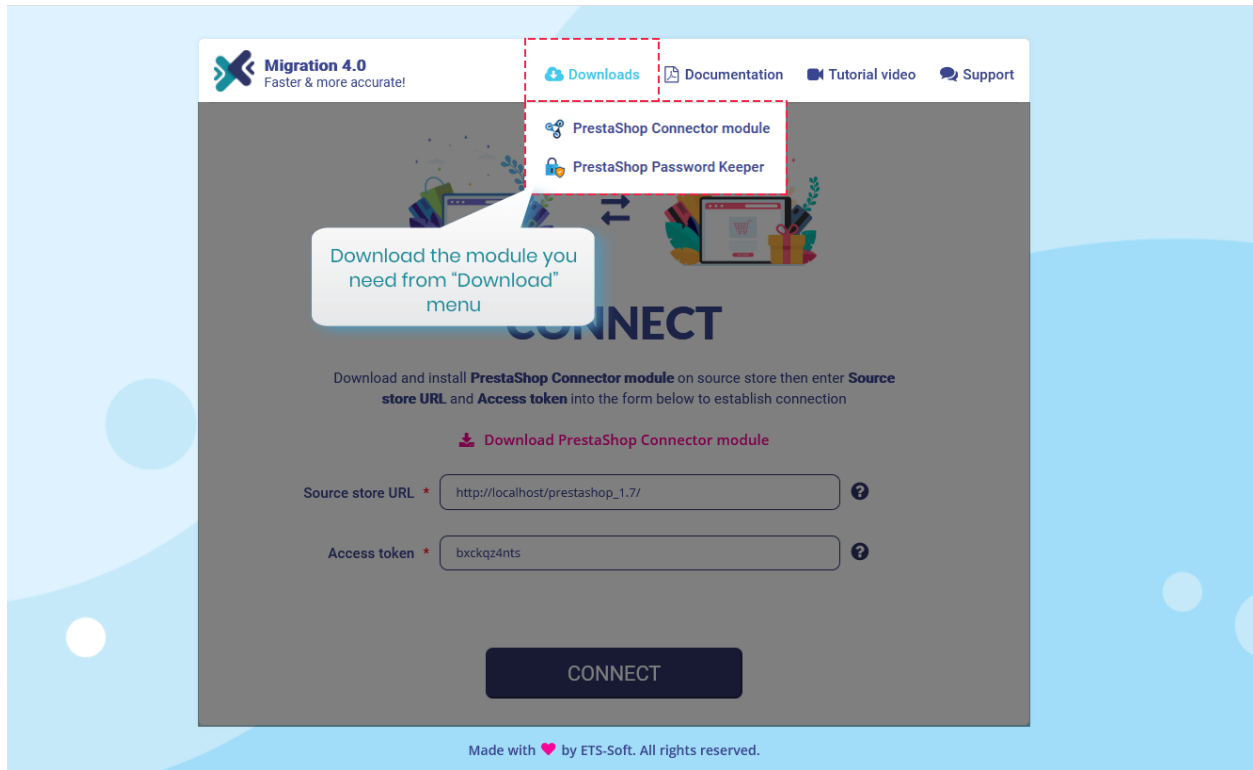 Migration 4.0
Faster & more accurate!
Downloads
Documentation
Tutorial video
Support
PrestaShop Connector module
PrestaShop Password Keeper
Download the module you
need from “Download”
menu
CONNECT
Download and install PrestaShop Connector module on source store then enter Source
store URL and Access token into the form below to establish connection
Download PrestaShop Connector module
Source store URL *
http://localhost/prestashop_1.7/
Access token *
bxckqz4nts
CONNECT
Made with ❤ by ETS-Soft. All rights reserved.